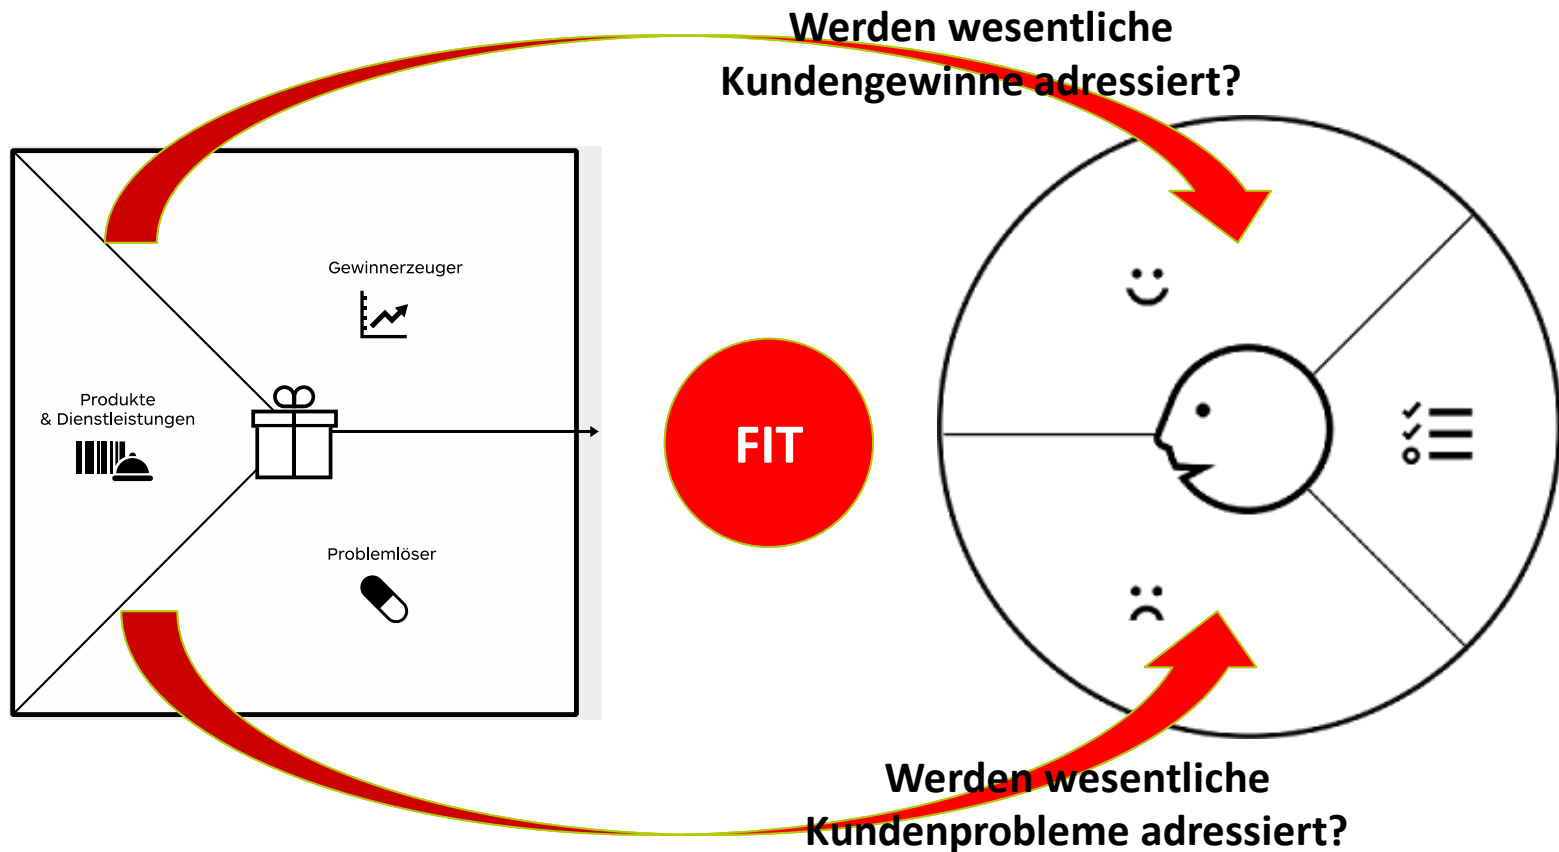 Werden wesentliche
Kundengewinne adressiert?
Gewinnerzeuger
Produkte
& Dienstleistungen
FIT
Problemlöser
Werden wesentliche
Kundenprobleme adressiert?